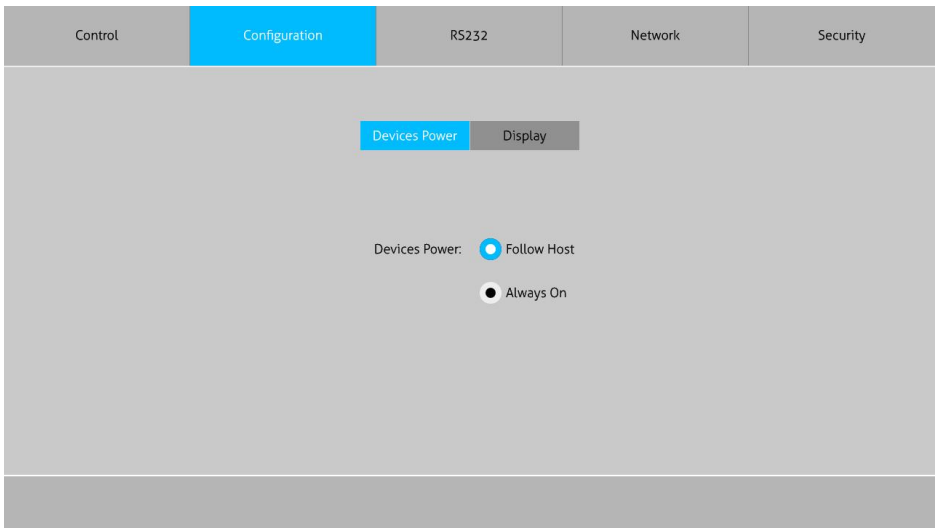 Control Configuration RS232 Network Security
Devices Power Display
Devices Power: Follow Host
Always On